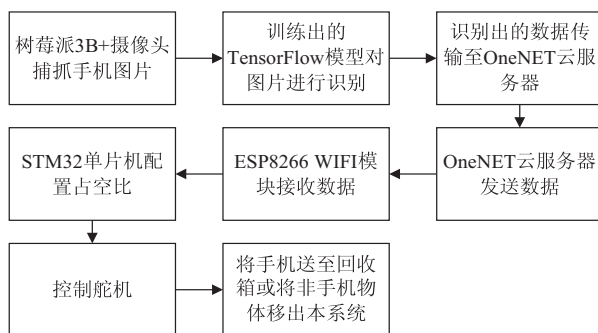 树莓派3B+摄像头
捕抓手机图片
训练出的
TensorFlow模型对
图片进行识别
识别出的数据传
输至OneNET云服
务器
OneNET云服务器
发送数据
ESP8266 WIFI模
块接收数据
STM32单片机配
置占空比
控制舵机
将手机送至回收
箱或将非手机物
体移出本系统